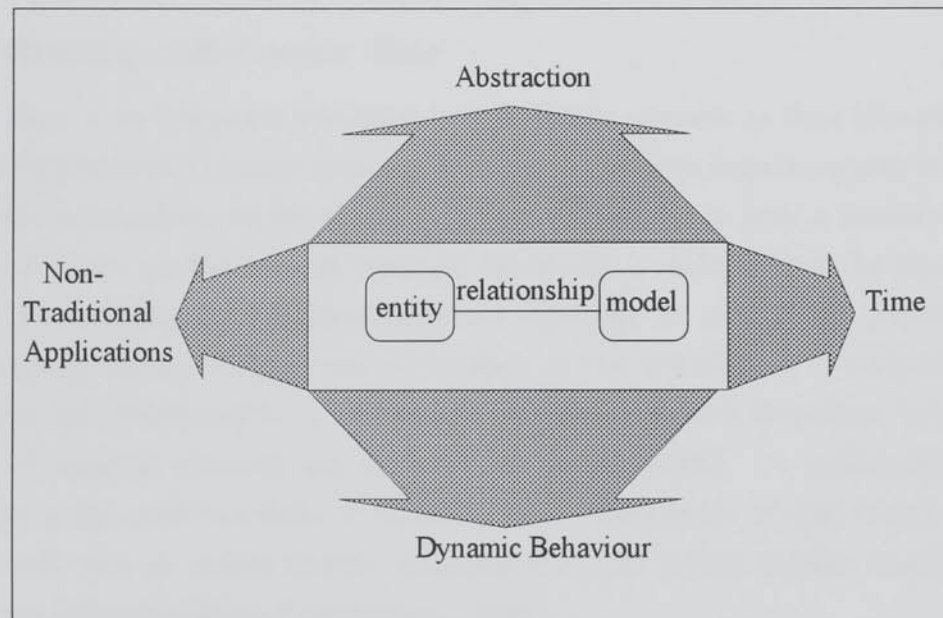 Abstraction
Non-
Traditional
Applications
entity
relationship
model
Time
Dynamic Behaviour